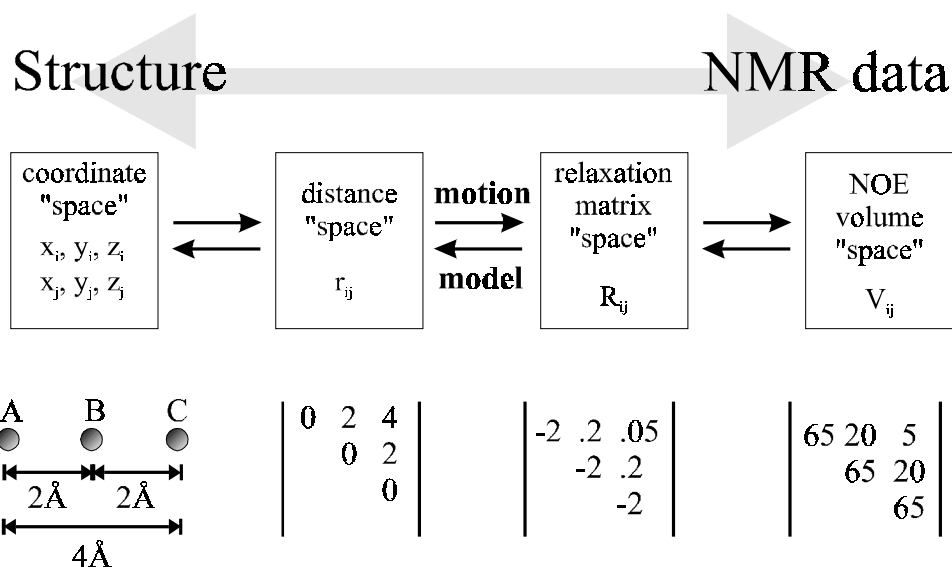 Structure NMR data
coordinate
"space"
xi, yi, zi
xj, yj, zj
distance
"space"
rij
motion
model
relaxation
matrix
"space"
Rij
NOE
volume
"space"
Vij
A B C
2Å 2Å
4Å
0 2 4
0 2
0
-2 .2 .05
-2 .2
-2
65 20 5
65 20
65